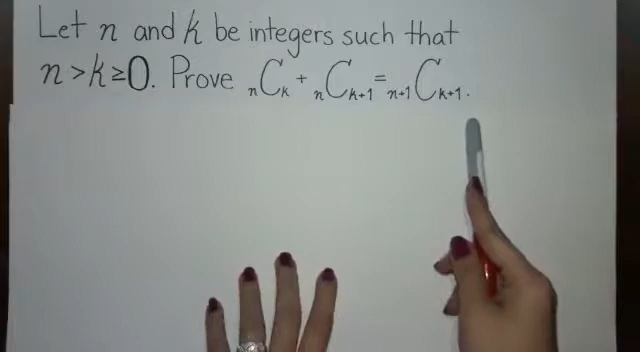 Let n and k be integers such that
n > k ≥ 0. Prove ₙCₖ + ₙCₖ₊₁ = ₙ₊₁Cₖ₊₁.